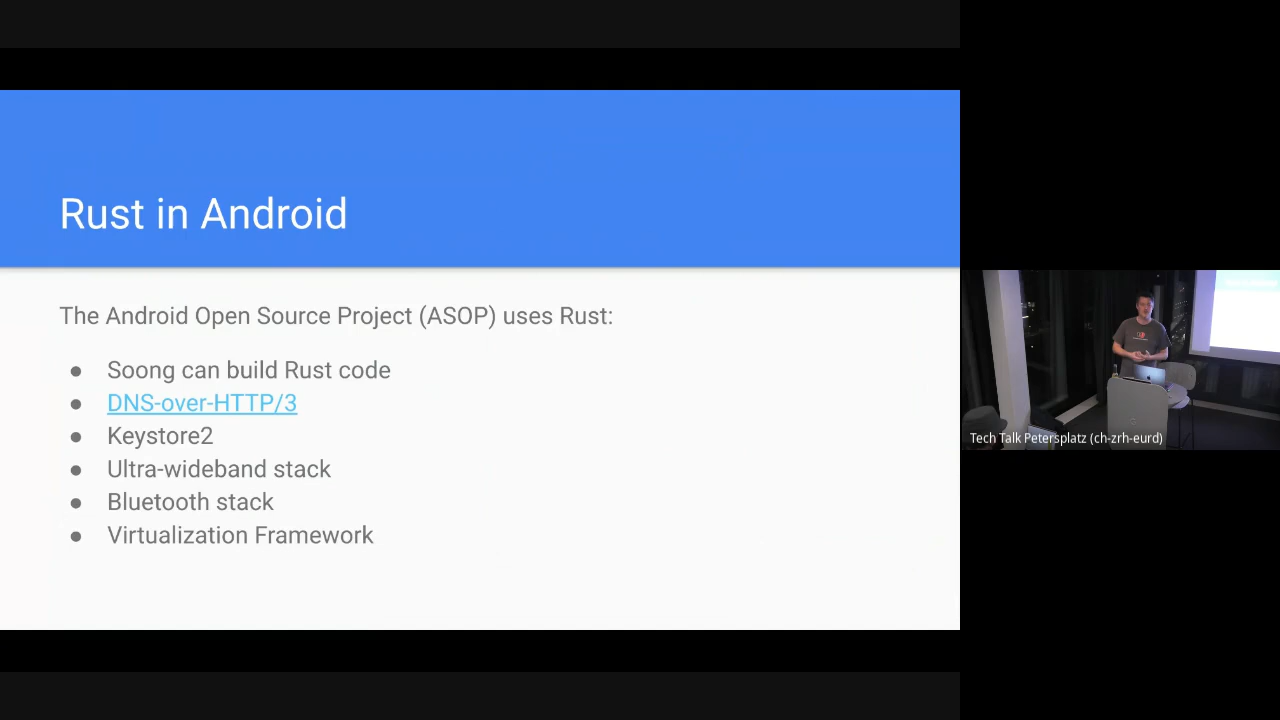 Rust in Android
The Android Open Source Project (ASOP) uses Rust:
● Soong can build Rust code
● DNS-over-HTTP/3
● Keystore2
● Ultra-wideband stack
● Bluetooth stack
● Virtualization Framework
Tech Talk Petersplatz (ch-zrh-eurd)